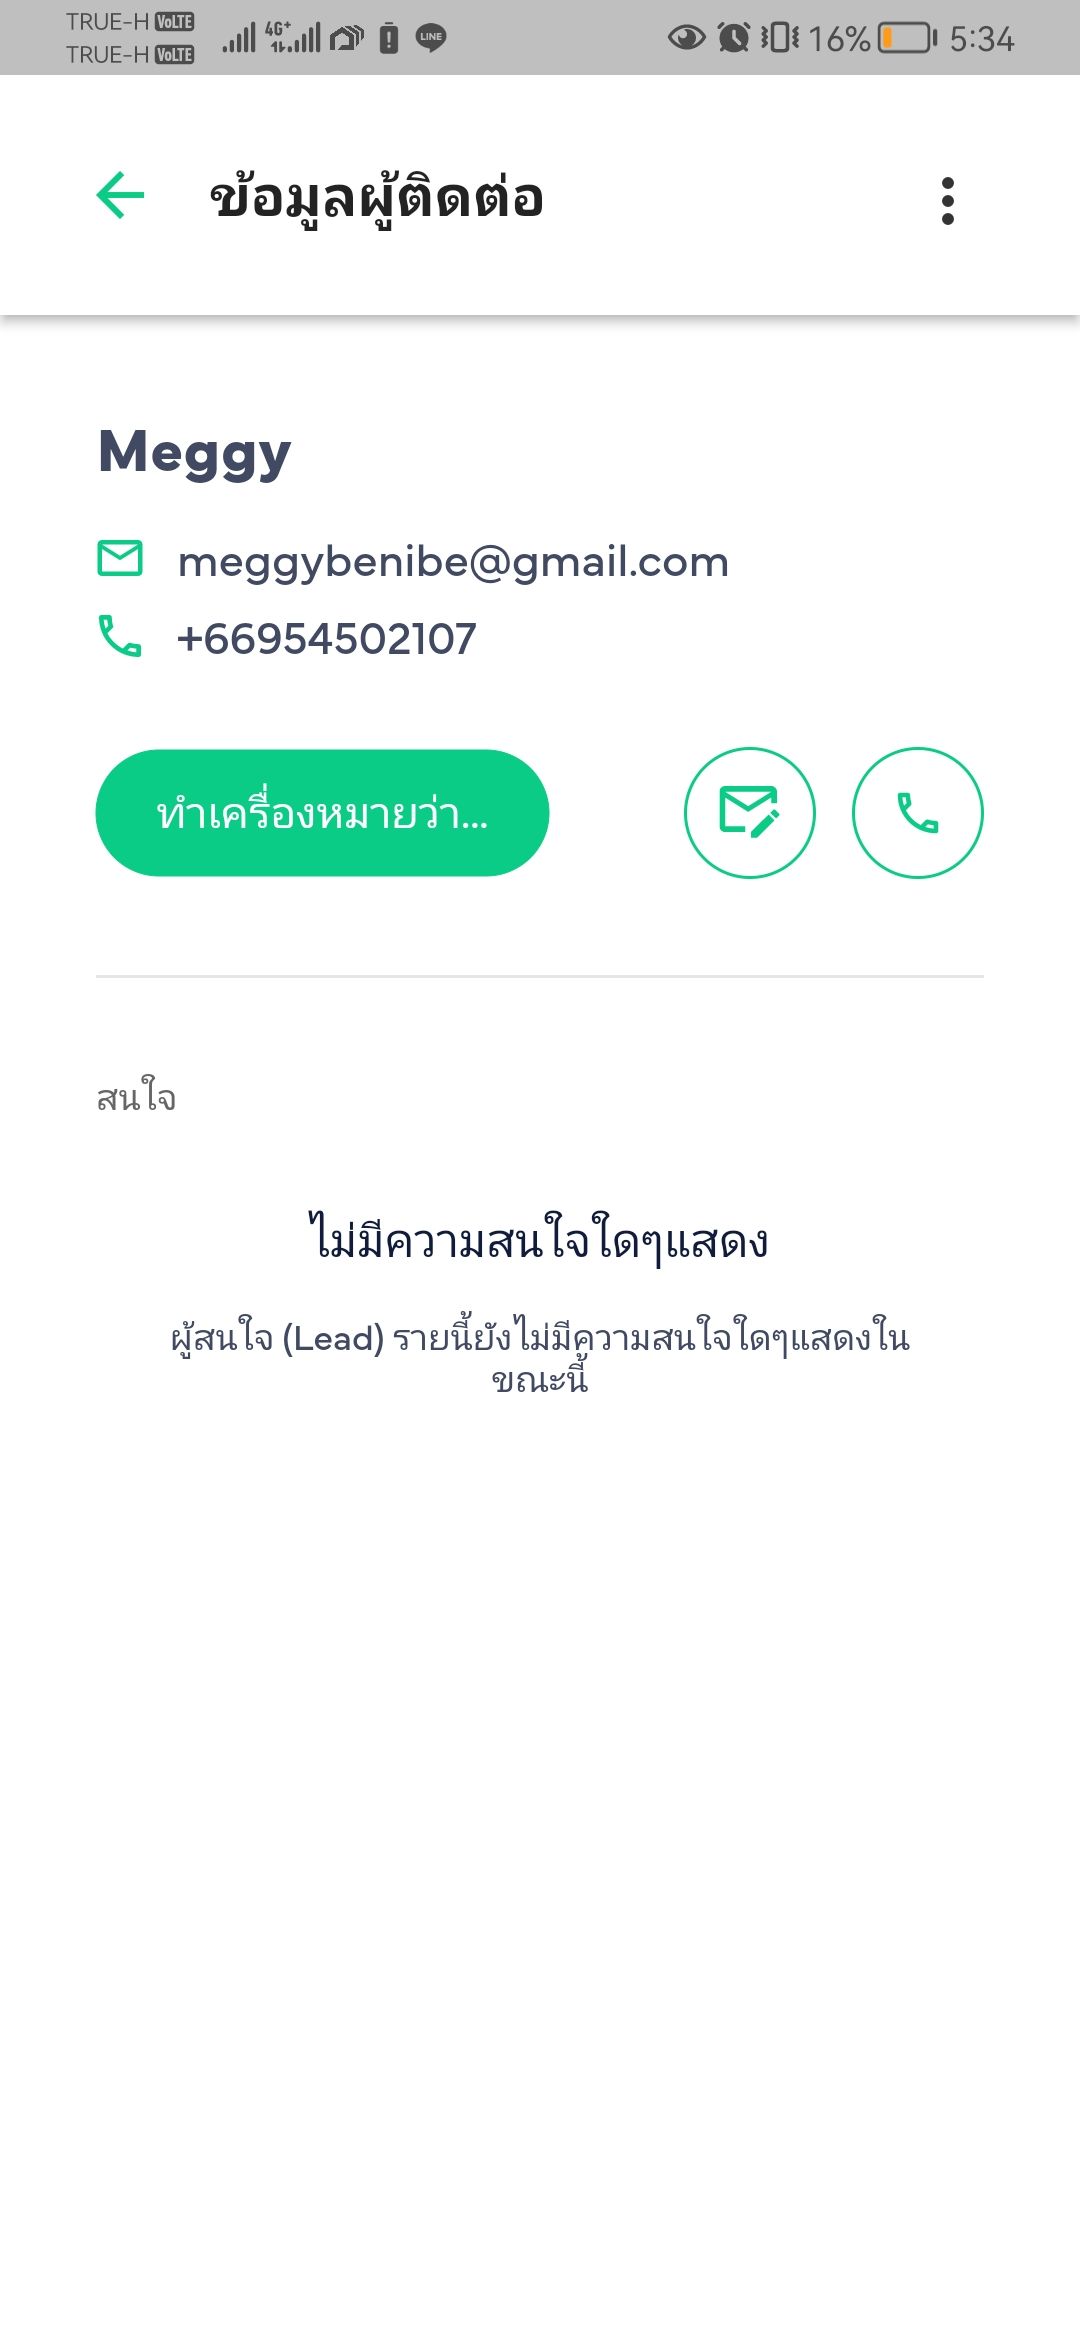 TRUE-H VoLTE
TRUE-H VoLTE
4G+
LINE
16%
5:34
ข้อมูลผู้ติดต่อ
Meggy
meggybenibe@gmail.com
+66954502107
ทำเครื่องหมายว่า...
สนใจ
ไม่มีความสนใจใดๆแสดง
ผู้สนใจ (Lead) รายนี้ยังไม่มีความสนใจใดๆแสดงใน
ขณะนี้